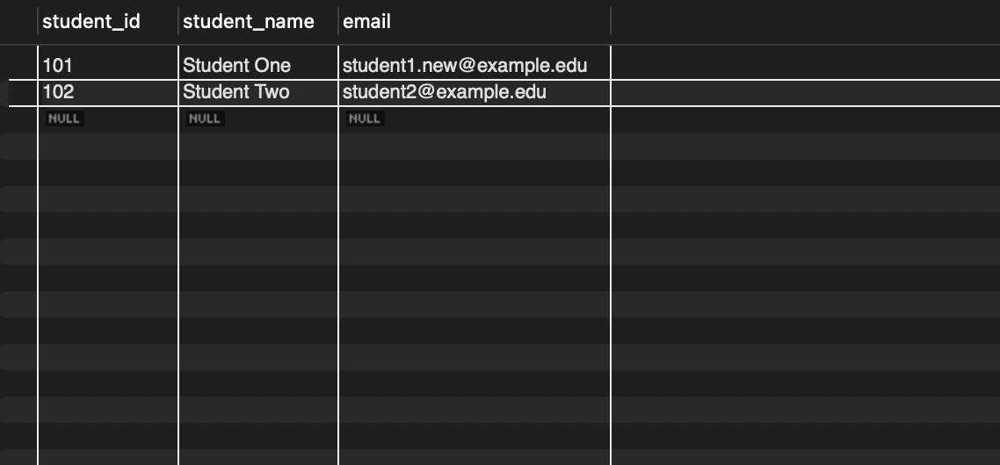 student_id student_name email
101 Student One student1.new@example.edu
102 Student Two student2@example.edu
NULL NULL NULL